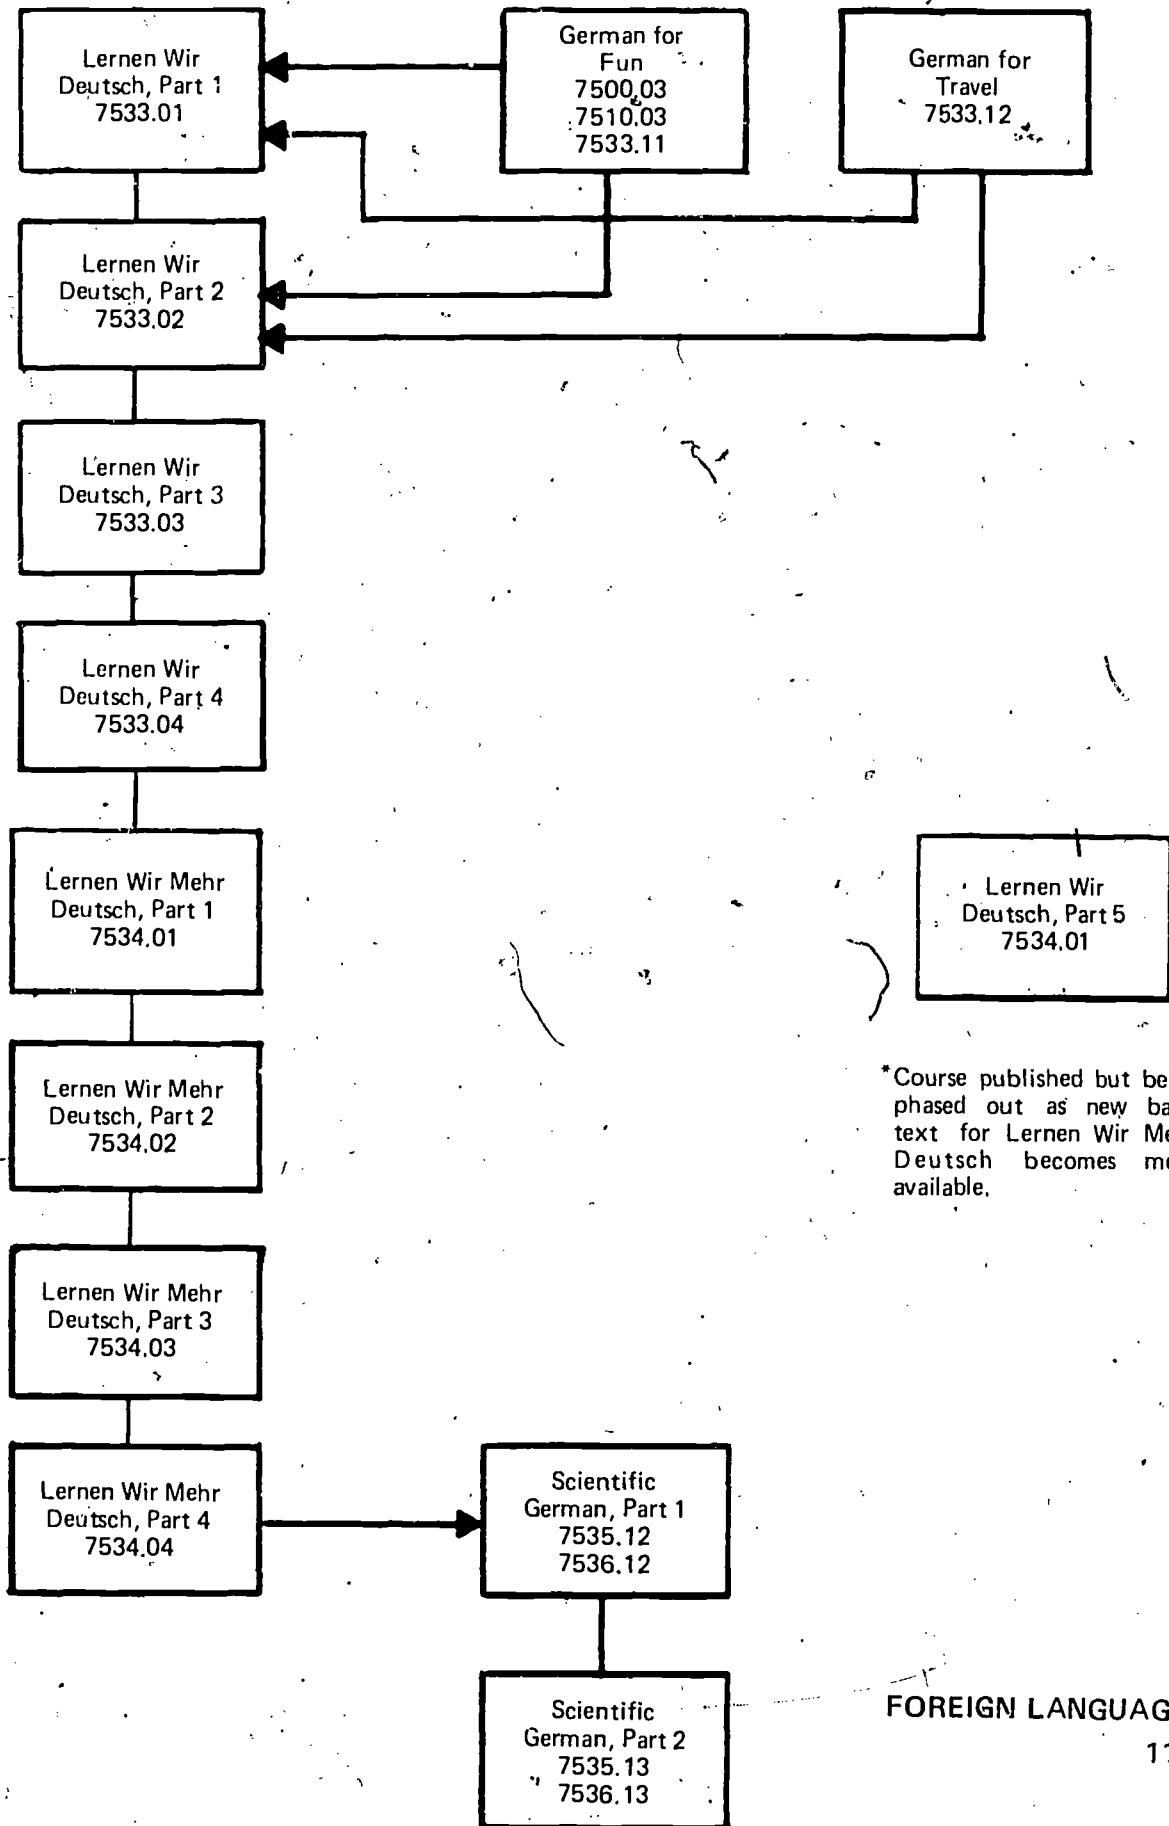 Lernen Wir
Deutsch, Part 1
7533.01
German for
Fun
7500.03
7510.03
7533.11
German for
Travel
7533.12
Lernen Wir
Deutsch, Part 2
7533.02
Lernen Wir
Deutsch, Part 3
7533.03
Lernen Wir
Deutsch, Part 4
7533.04
Lernen Wir Mehr
Deutsch, Part 1
7534.01
Lernen Wir
Deutsch, Part 5
7534.01
*Course published but be
phased out as new ba
text for Lernen Wir Me
Deutsch becomes mo
available.
Lernen Wir Mehr
Deutsch, Part 2
7534.02
Lernen Wir Mehr
Deutsch, Part 3
7534.03
Lernen Wir Mehr
Deutsch, Part 4
7534.04
Scientific
German, Part 1
7535.12
7536.12
Scientific
German, Part 2
7535.13
7536.13
FOREIGN LANGUAG